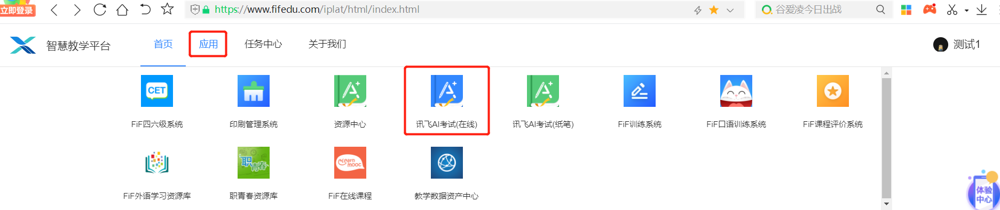 立即登录
https://www.fifedu.com/iplat/html/index.html
谷爱凌今日出战
智慧教学平台
首页
应用
任务中心
关于我们
测试1
CET
FiF四六级系统
印刷管理系统
资源中心
讯飞AI考试(在线)
讯飞AI考试(纸笔)
FiF训练系统
FiF口语训练系统
FiF课程评价系统
职青春
eLearn
mooc
FiF外语学习资源库
职青春资源库
FiF在线课程
教学数据资产中心
体验
中心